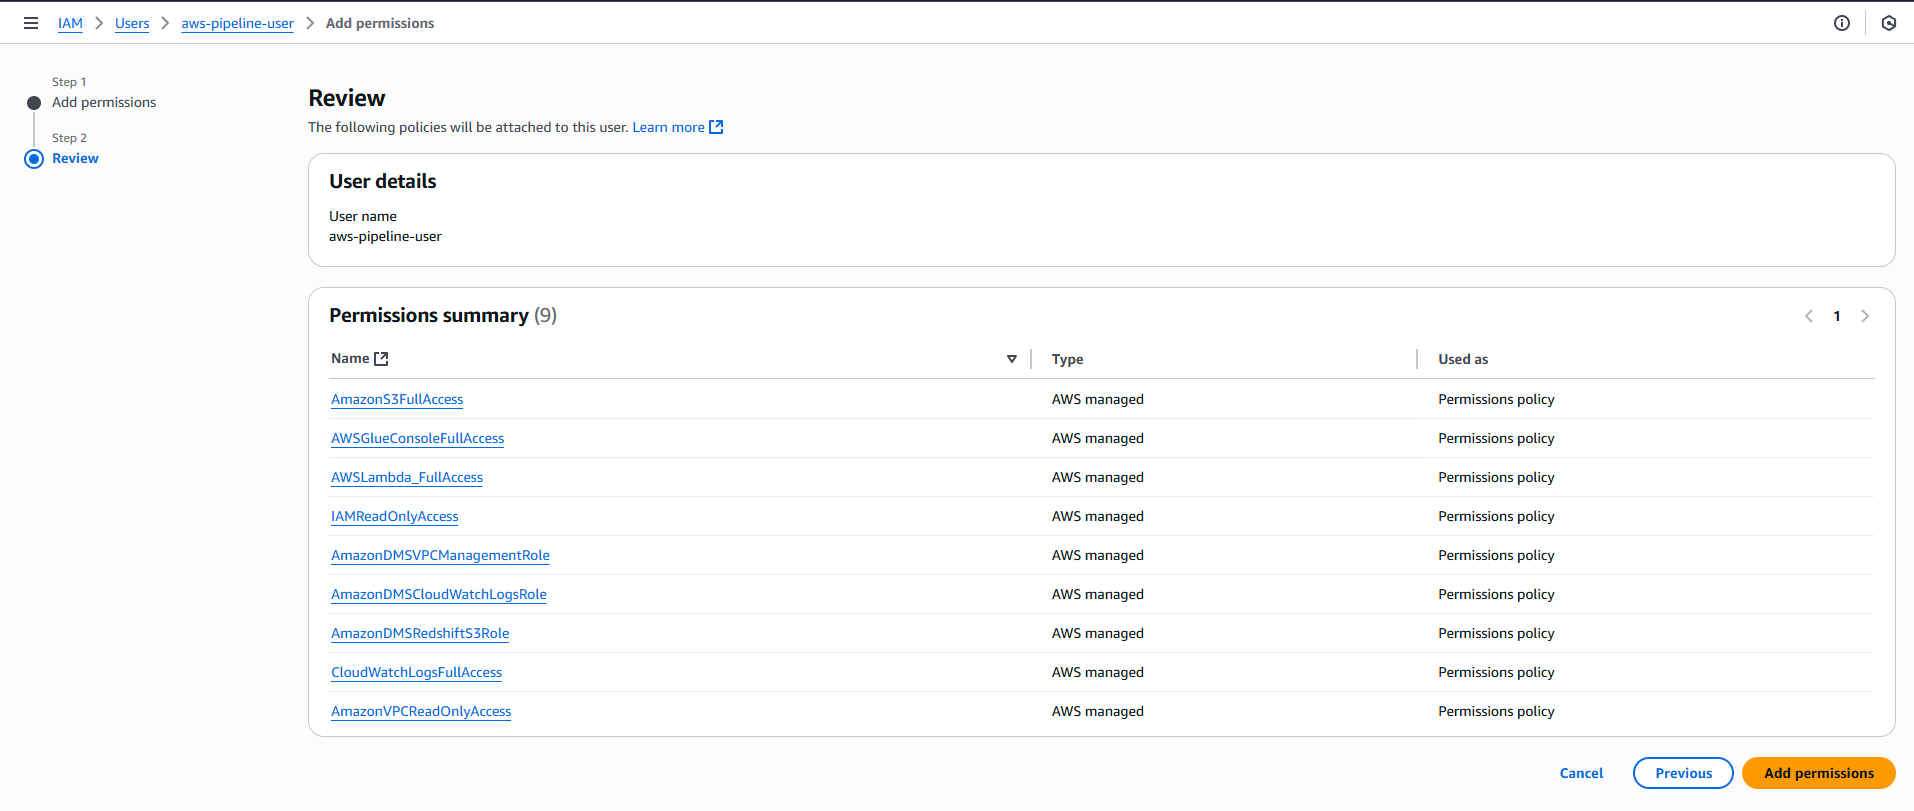 IAM > Users > aws-pipeline-user > Add permissions
Step 1
Add permissions
Step 2
Review
Review
The following policies will be attached to this user. Learn more
User details
User name
aws-pipeline-user
Permissions summary (9)
1
Name Type Used as
AmazonS3FullAccess AWS managed Permissions policy
AWSGlueConsoleFullAccess AWS managed Permissions policy
AWSLambda_FullAccess AWS managed Permissions policy
IAMReadOnlyAccess AWS managed Permissions policy
AmazonDMSVPCManagementRole AWS managed Permissions policy
AmazonDMSCloudWatchLogsRole AWS managed Permissions policy
AmazonDMSRedshiftS3Role AWS managed Permissions policy
CloudWatchLogsFullAccess AWS managed Permissions policy
AmazonVPCReadOnlyAccess AWS managed Permissions policy
Cancel Previous Add permissions